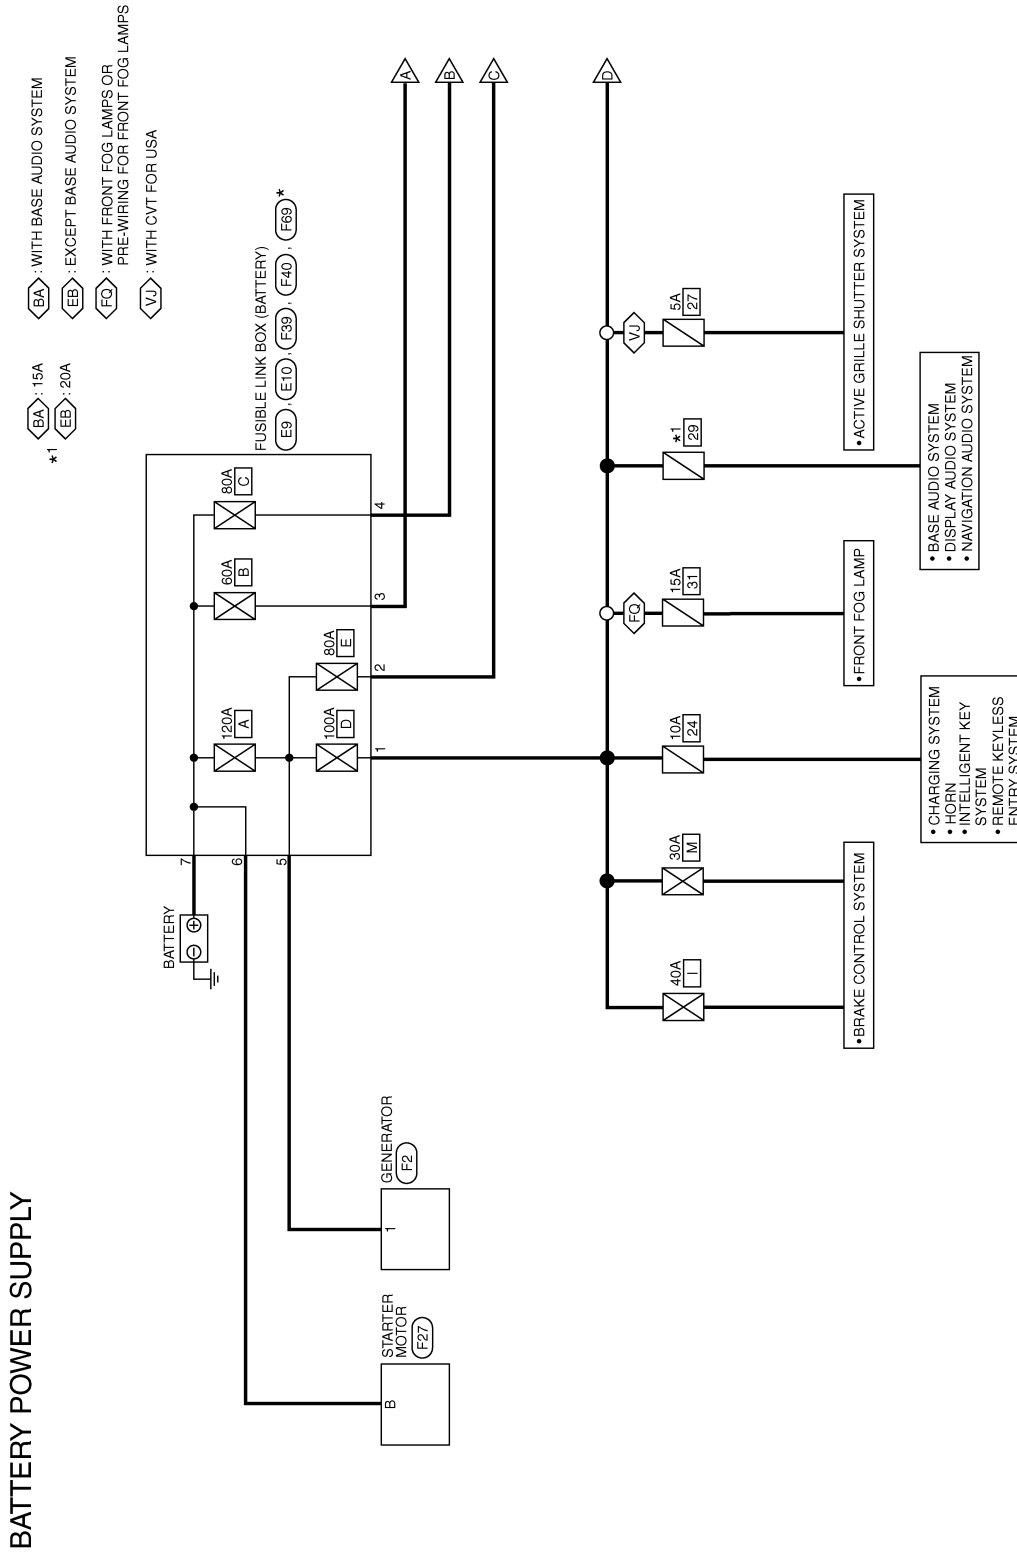 BATTERY POWER SUPPLY
*1
BA : 15A
EB : 20A
BA : WITH BASE AUDIO SYSTEM
EB : EXCEPT BASE AUDIO SYSTEM
FQ : WITH FRONT FOG LAMPS OR
PRE-WIRING FOR FRONT FOG LAMPS
VJ : WITH CVT FOR USA
BATTERY
7
6
5
120A
A
60A
B
80A
C
100A
D
80A
E
1
2
3
4
FUSIBLE LINK BOX (BATTERY)
E9 , E10 , F39 , F40 , F69 *
A
B
C
D
STARTER
MOTOR
F27
B
GENERATOR
F2
1
40A
I
30A
M
10A
24
FQ
15A
31
*1
29
VJ
5A
27
• BRAKE CONTROL SYSTEM
• CHARGING SYSTEM
• HORN
• INTELLIGENT KEY
SYSTEM
• REMOTE KEYLESS
ENTRY SYSTEM
• FRONT FOG LAMP
• BASE AUDIO SYSTEM
• DISPLAY AUDIO SYSTEM
• NAVIGATION AUDIO SYSTEM
• ACTIVE GRILLE SHUTTER SYSTEM